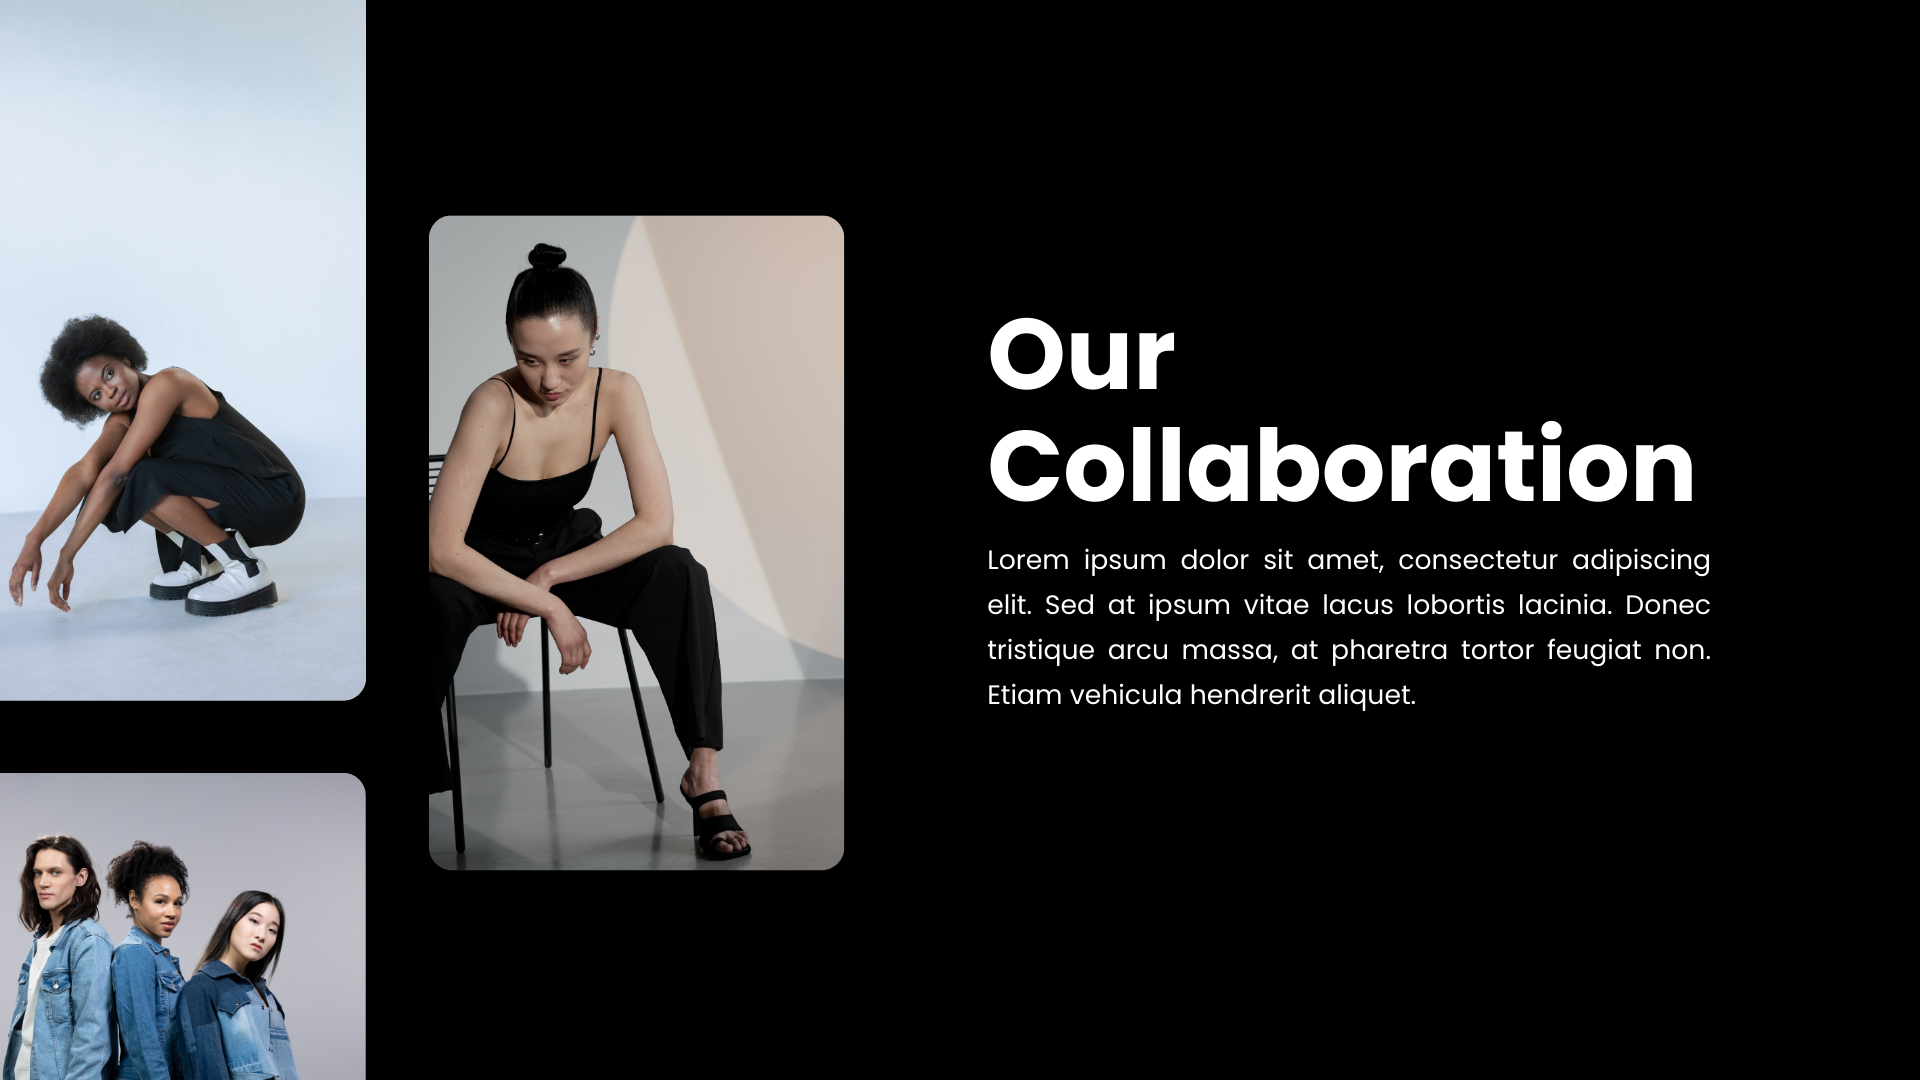 Our
Collaboration
Lorem ipsum dolor sit amet, consectetur adipiscing
elit. Sed at ipsum vitae lacus lobortis lacinia. Donec
tristique arcu massa, at pharetra tortor feugiat non.
Etiam vehicula hendrerit aliquet.